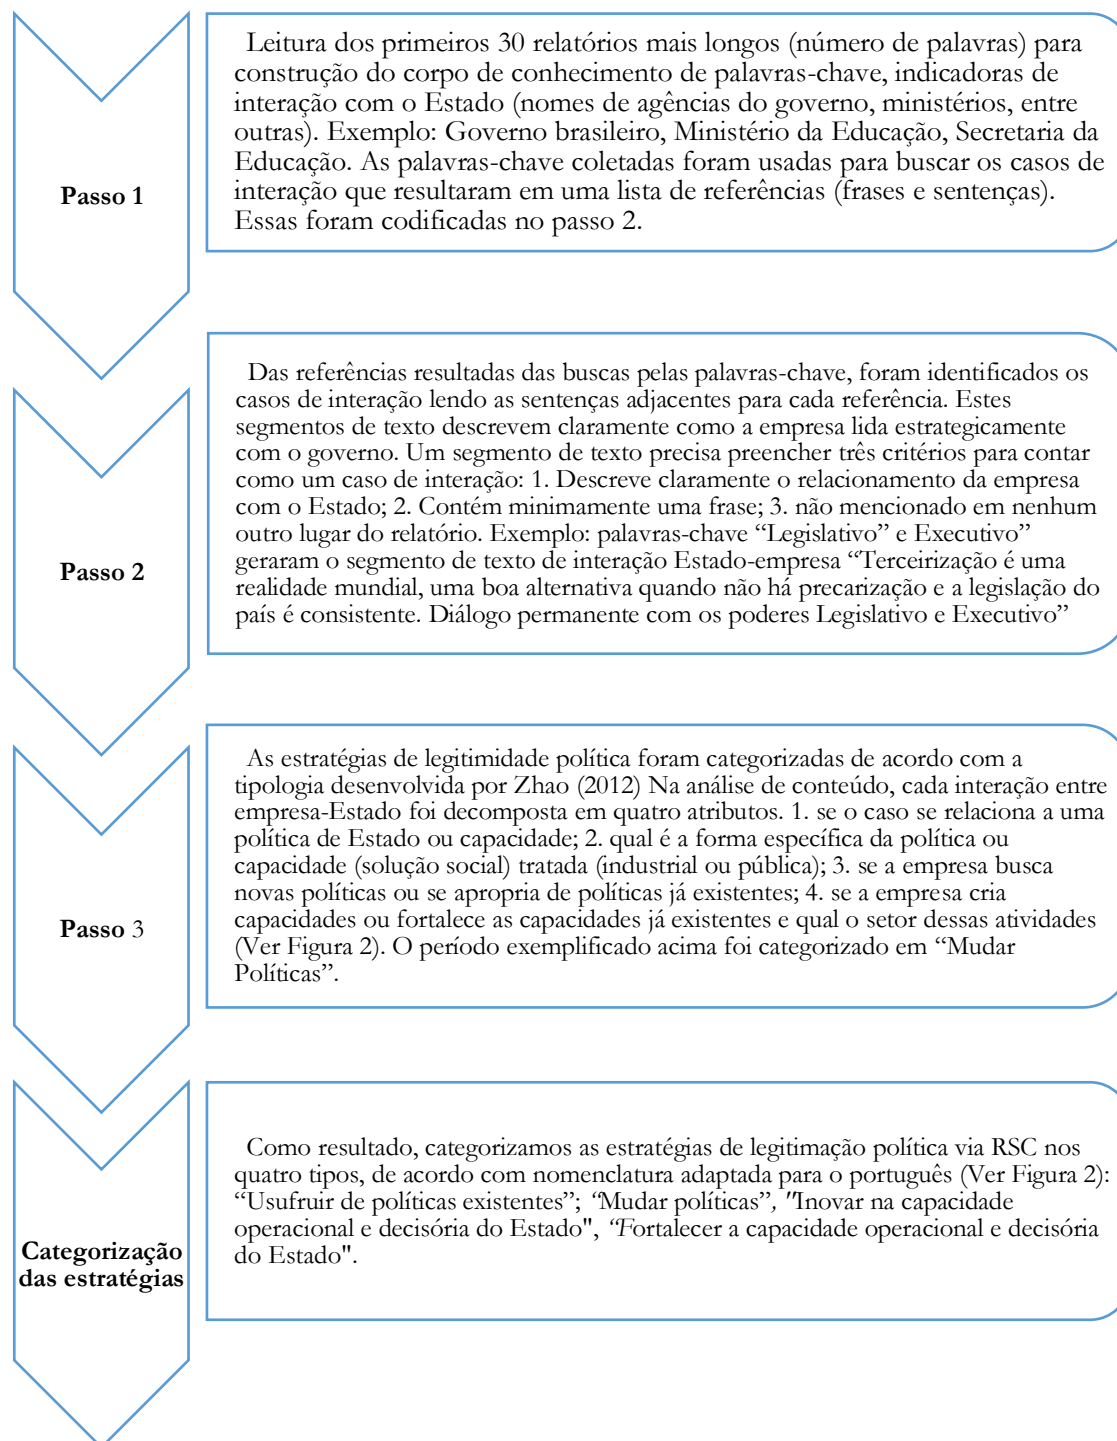 Passo 1
Leitura dos primeiros 30 relatórios mais longos (número de palavras) para
construção do corpo de conhecimento de palavras-chave, indicadoras de
interação com o Estado (nomes de agências do governo, ministérios, entre
outras). Exemplo: Governo brasileiro, Ministério da Educação, Secretaria da
Educação. As palavras-chave coletadas foram usadas para buscar os casos de
interação que resultaram em uma lista de referências (frases e sentenças).
Essas foram codificadas no passo 2.
Passo 2
Das referências resultadas das buscas pelas palavras-chave, foram identificados os
casos de interação lendo as sentenças adjacentes para cada referência. Estes
segmentos de texto descrevem claramente como a empresa lida estrategicamente
com o governo. Um segmento de texto precisa preencher três critérios para contar
como um caso de interação: 1. Descreve claramente o relacionamento da empresa
com o Estado; 2. Contém minimamente uma frase; 3. não mencionado em nenhum
outro lugar do relatório. Exemplo: palavras-chave “Legislativo” e Executivo”
geraram o segmento de texto de interação Estado-empresa “Terceirização é uma
realidade mundial, uma boa alternativa quando não há precarização e a legislação do
país é consistente. Diálogo permanente com os poderes Legislativo e Executivo”
Passo 3
As estratégias de legitimidade política foram categorizadas de acordo com a
tipologia desenvolvida por Zhao (2012) Na análise de conteúdo, cada interação entre
empresa-Estado foi decomposta em quatro atributos. 1. se o caso se relaciona a uma
política de Estado ou capacidade; 2. qual é a forma específica da política ou
capacidade (solução social) tratada (industrial ou pública); 3. se a empresa busca
novas políticas ou se apropria de políticas já existentes; 4. se a empresa cria
capacidades ou fortalece as capacidades já existentes e qual o setor dessas atividades
(Ver Figura 2). O período exemplificado acima foi categorizado em “Mudar
Políticas”.
Categorização
das estratégias
Como resultado, categorizamos as estratégias de legitimação política via RSC nos
quatro tipos, de acordo com nomenclatura adaptada para o português (Ver Figura 2):
“Usufruir de políticas existentes”; “Mudar políticas”, "Inovar na capacidade
operacional e decisória do Estado", “Fortalecer a capacidade operacional e decisória
do Estado".